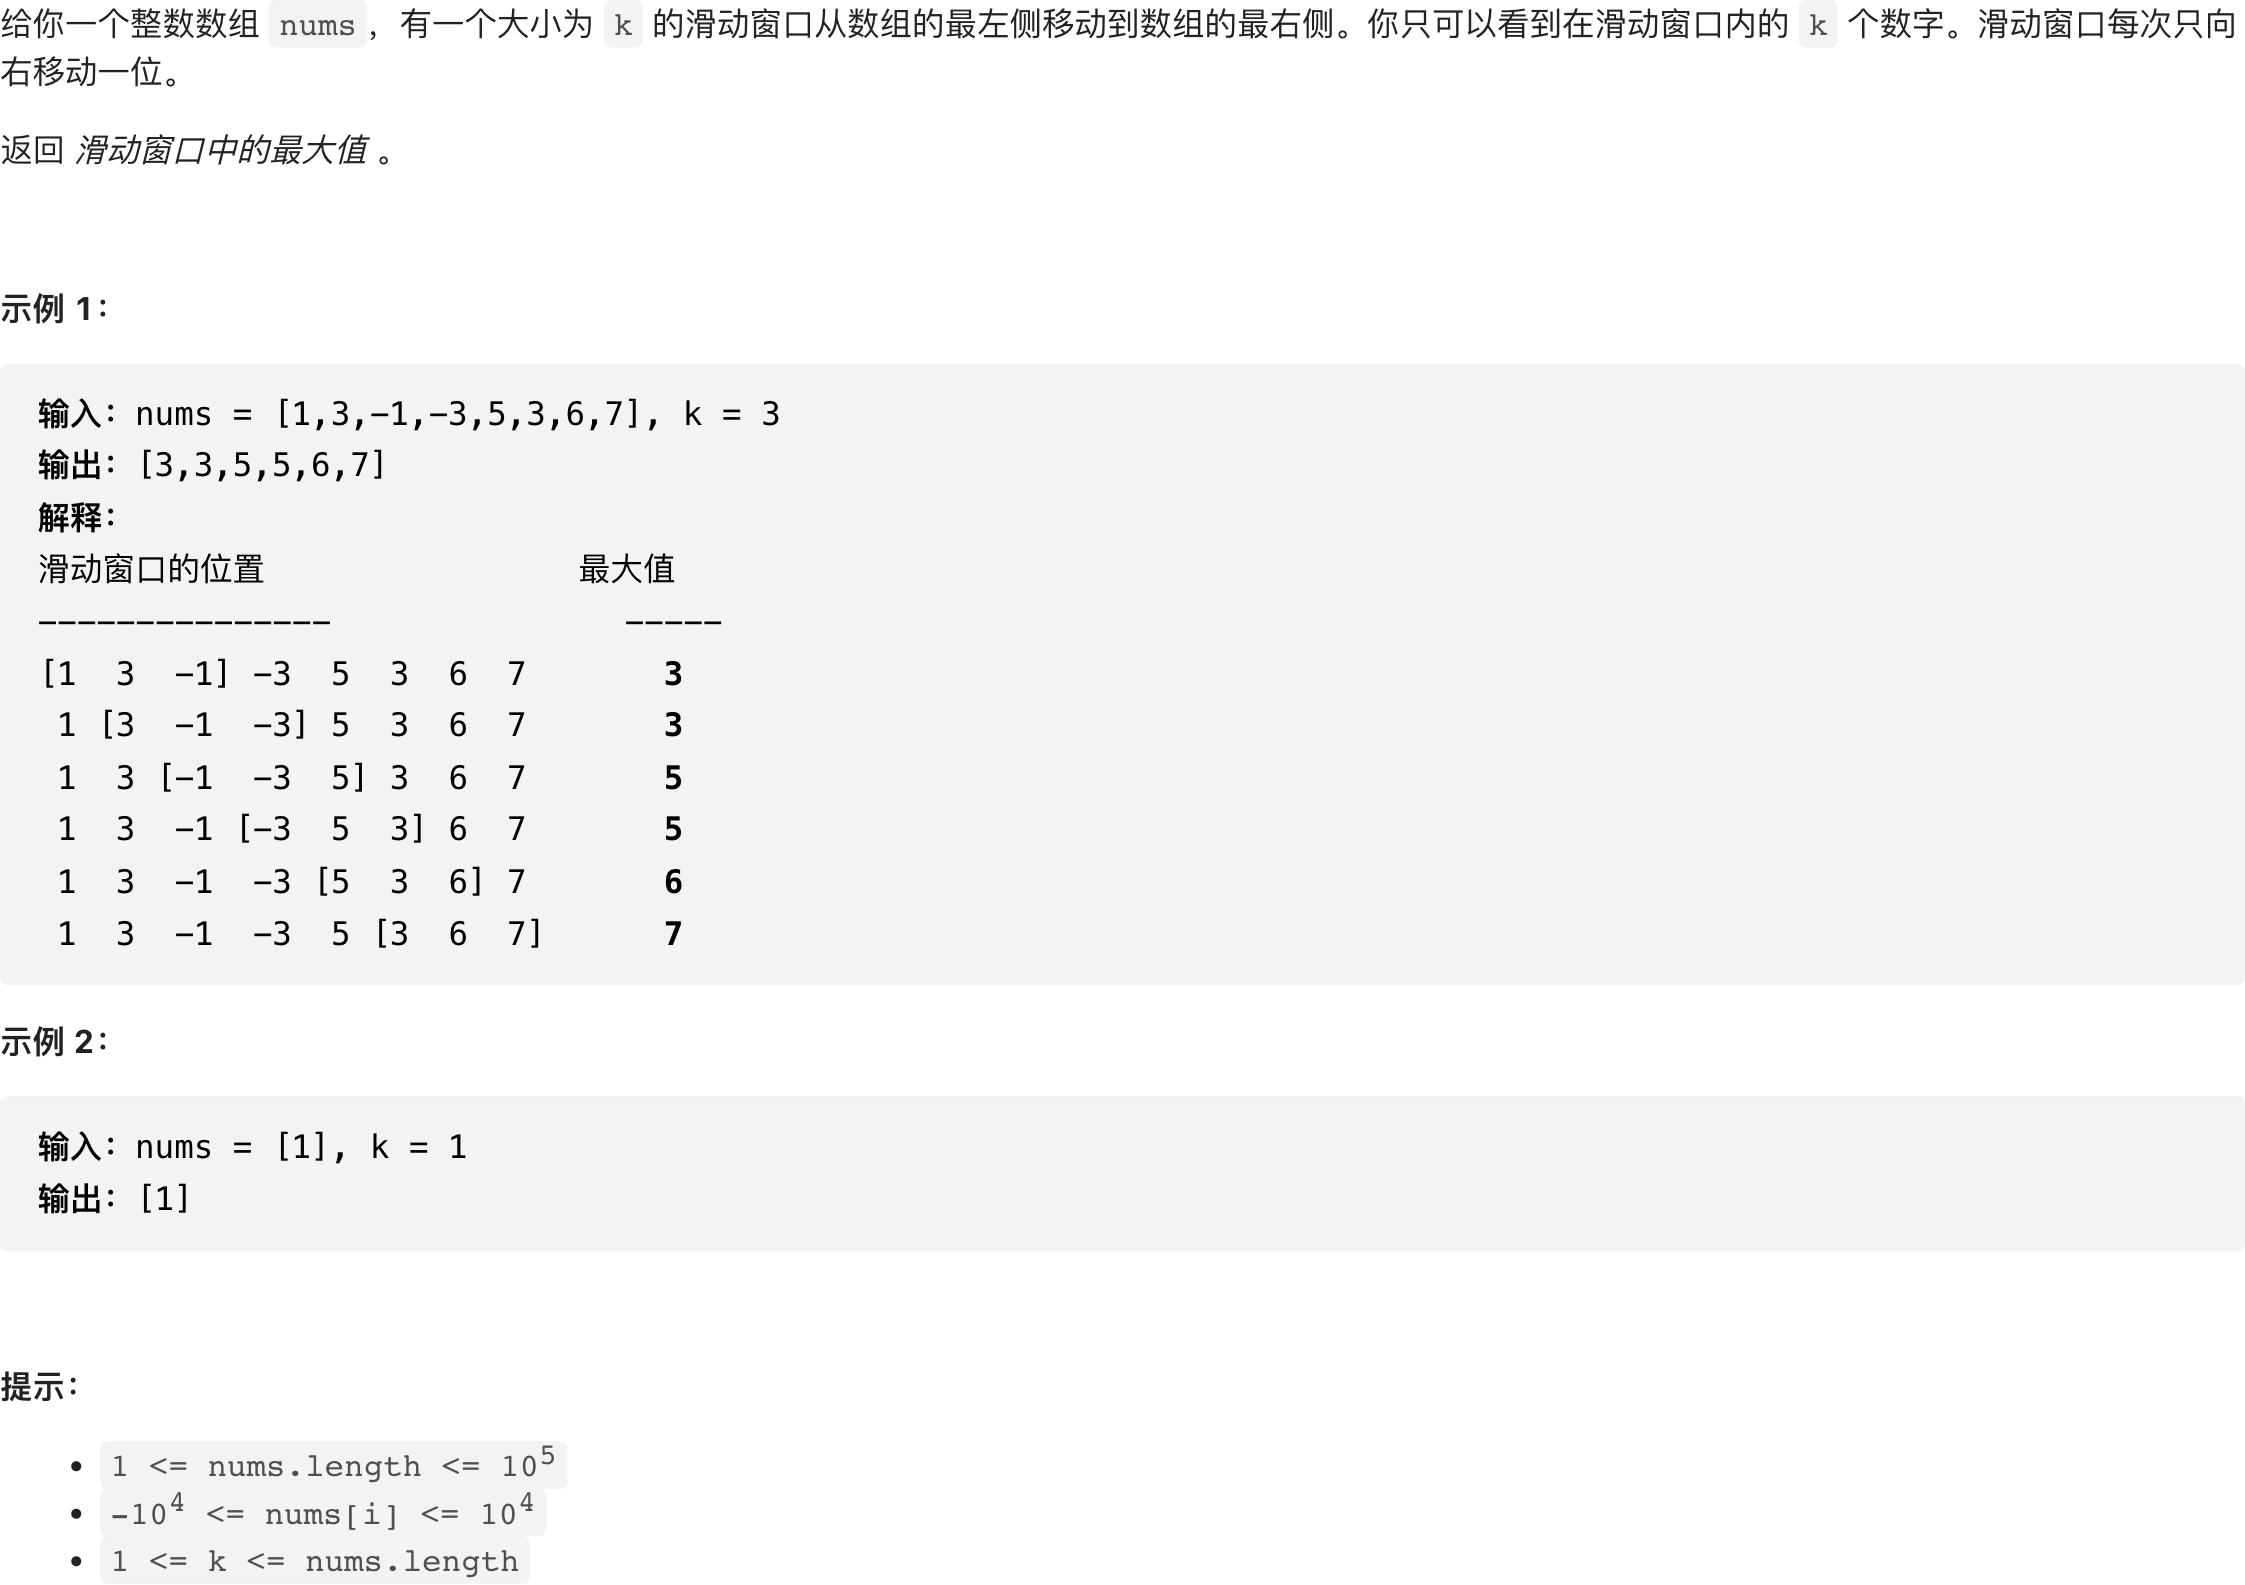 给你一个整数数组 nums，有一个大小为 k 的滑动窗口从数组的最左侧移动到数组的最右侧。你只可以看到在滑动窗口内的 k 个数字。滑动窗口每次只向
右移动一位。
返回 滑动窗口中的最大值 。
示例 1：
输入：nums = [1,3,-1,-3,5,3,6,7], k = 3
输出：[3,3,5,5,6,7]
解释：
滑动窗口的位置                最大值
---------------               -----
[1  3  -1] -3  5  3  6  7       3
 1 [3  -1  -3] 5  3  6  7       3
 1  3 [-1  -3  5] 3  6  7       5
 1  3  -1 [-3  5  3] 6  7       5
 1  3  -1  -3 [5  3  6] 7       6
 1  3  -1  -3  5 [3  6  7]      7
示例 2：
输入：nums = [1], k = 1
输出：[1]
提示：
• 1 <= nums.length <= 10^5
• -10^4 <= nums[i] <= 10^4
• 1 <= k <= nums.length